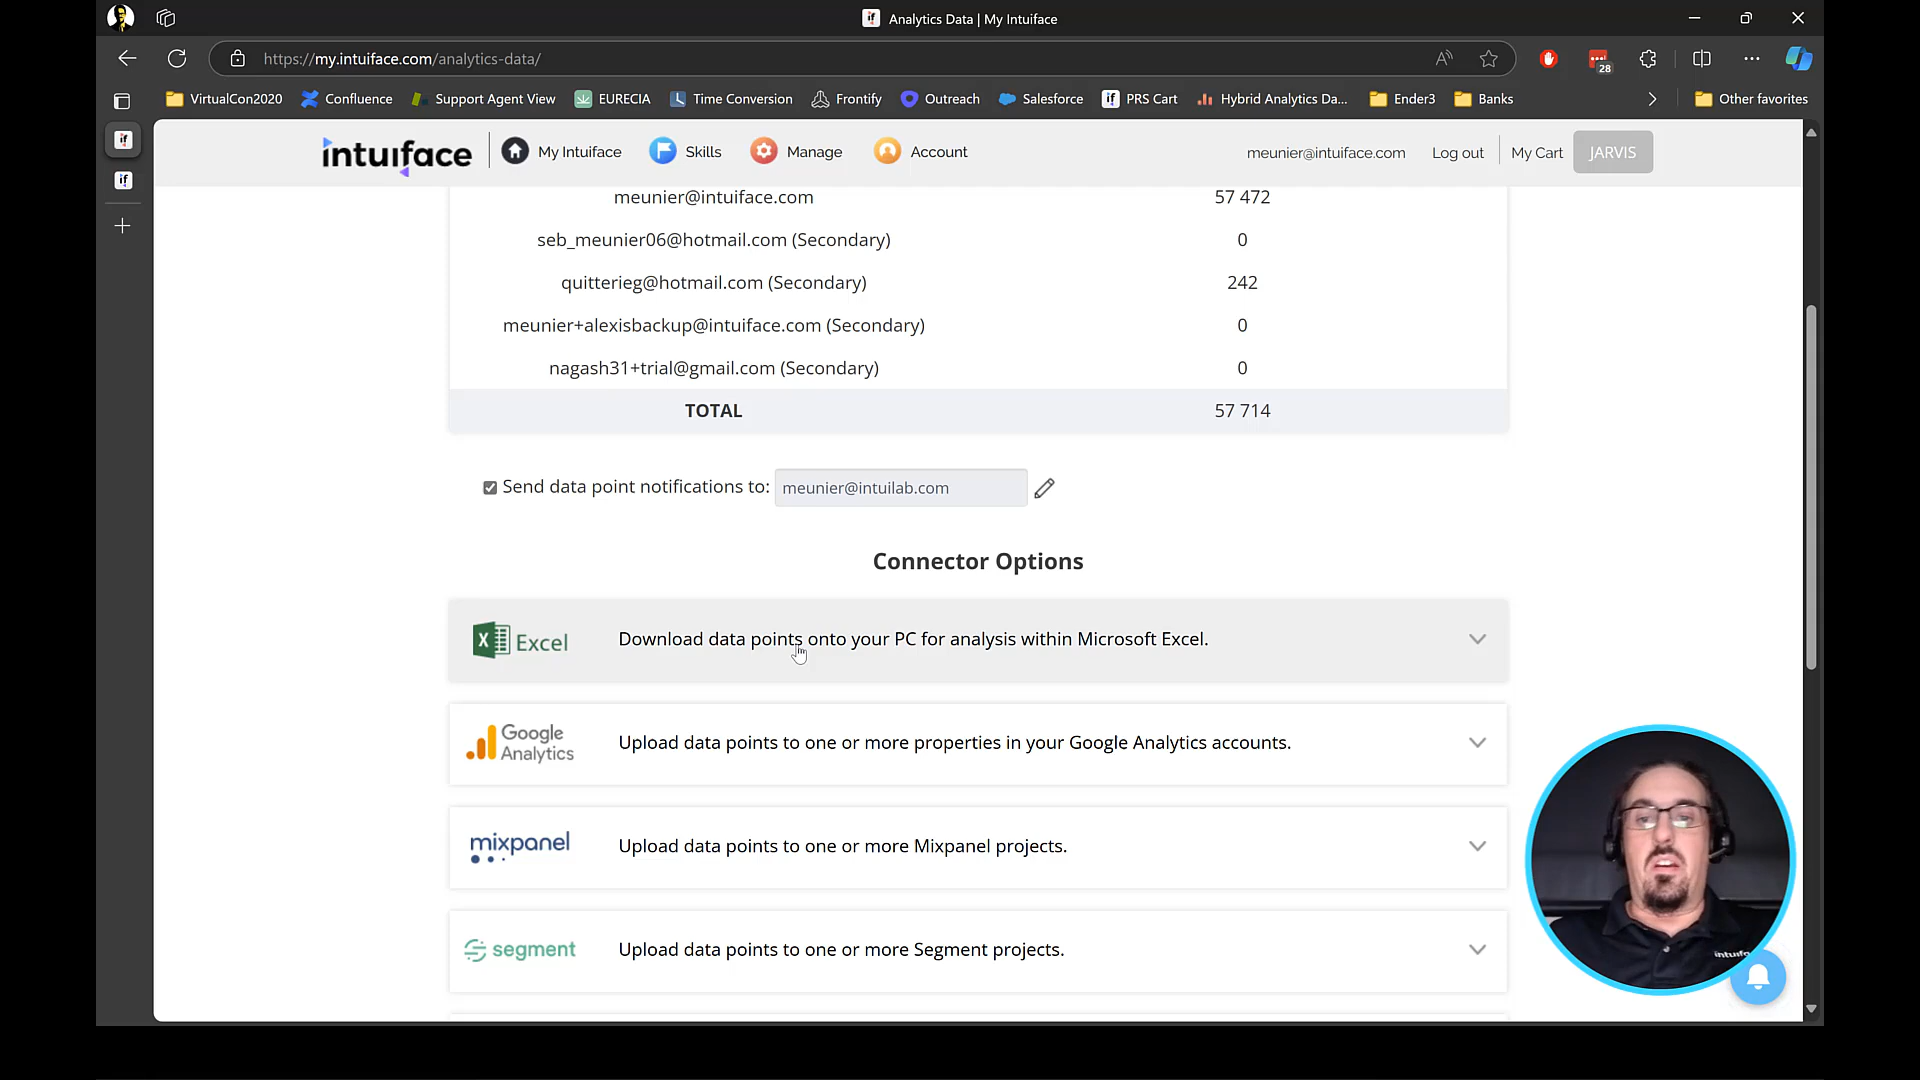 Analytics Data | My Intuiface
https://my.intuiface.com/analytics-data/
28
VirtualCon2020
Confluence
Support Agent View
EURECIA
Time Conversion
Frontify
Outreach
Salesforce
PRS Cart
Hybrid Analytics Da...
Ender3
Banks
Other favorites
intuıface
My Intuiface
Skills
Manage
Account
meunier@intuiface.com
Log out
My Cart
JARVIS
meunier@intuiface.com 57 472
seb_meunier06@hotmail.com (Secondary) 0
quitterieg@hotmail.com (Secondary) 242
meunier+alexisbackup@intuiface.com (Secondary) 0
nagash31+trial@gmail.com (Secondary) 0
TOTAL 57 714
Send data point notifications to: meunier@intuilab.com
Connector Options
Excel
Download data points onto your PC for analysis within Microsoft Excel.
Google
Analytics
Upload data points to one or more properties in your Google Analytics accounts.
mixpanel
Upload data points to one or more Mixpanel projects.
segment
Upload data points to one or more Segment projects.